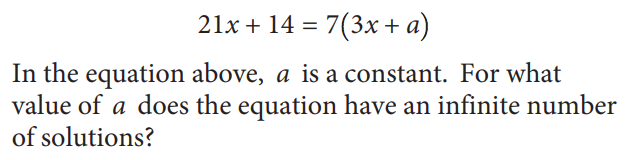 21x + 14 = 7(3x + a)
In the equation above, a is a constant. For what
value of a does the equation have an infinite number
of solutions?